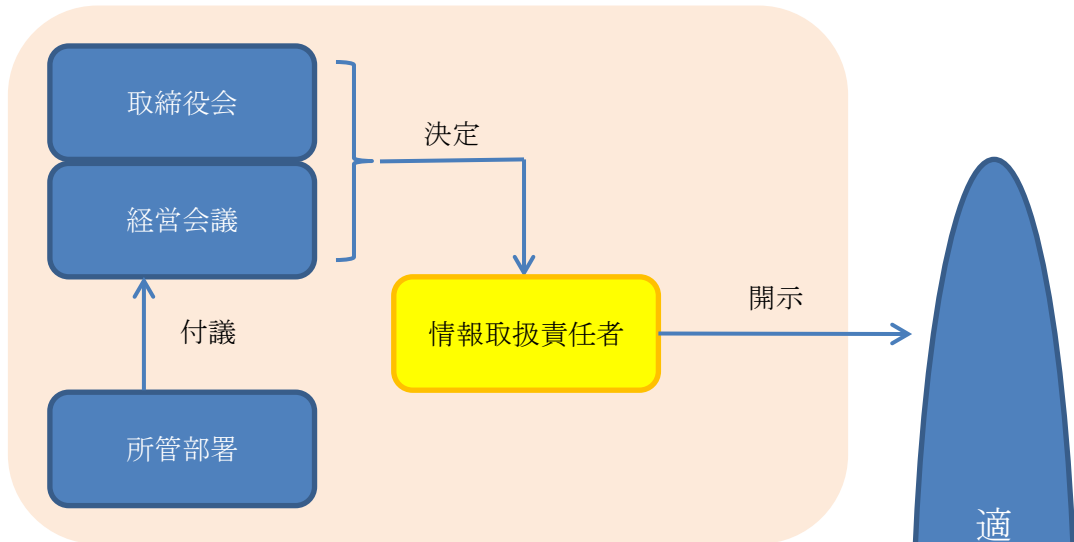 取締役会
決定
経営会議
開示
付議
情報取扱責任者
所管部署
適